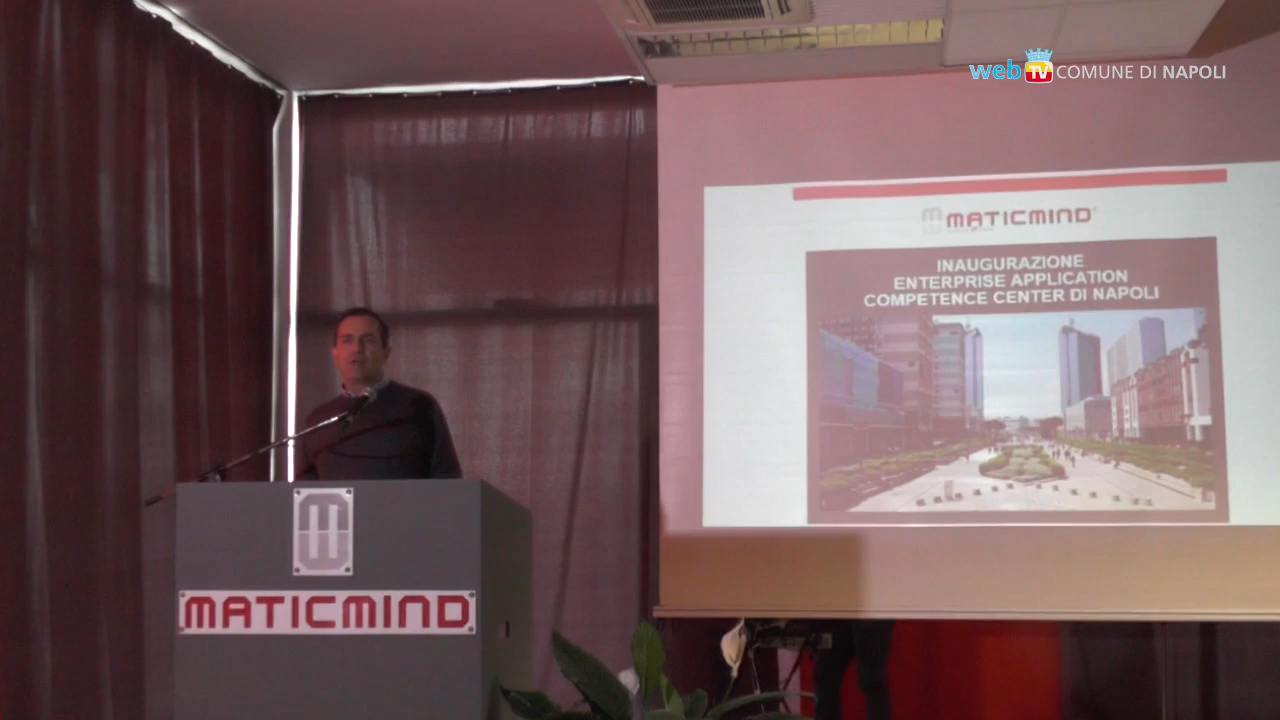 web TV COMUNE DI NAPOLI
MATICMIND
INAUGURAZIONE
ENTERPRISE APPLICATION
COMPETENCE CENTER DI NAPOLI
MATICMIND